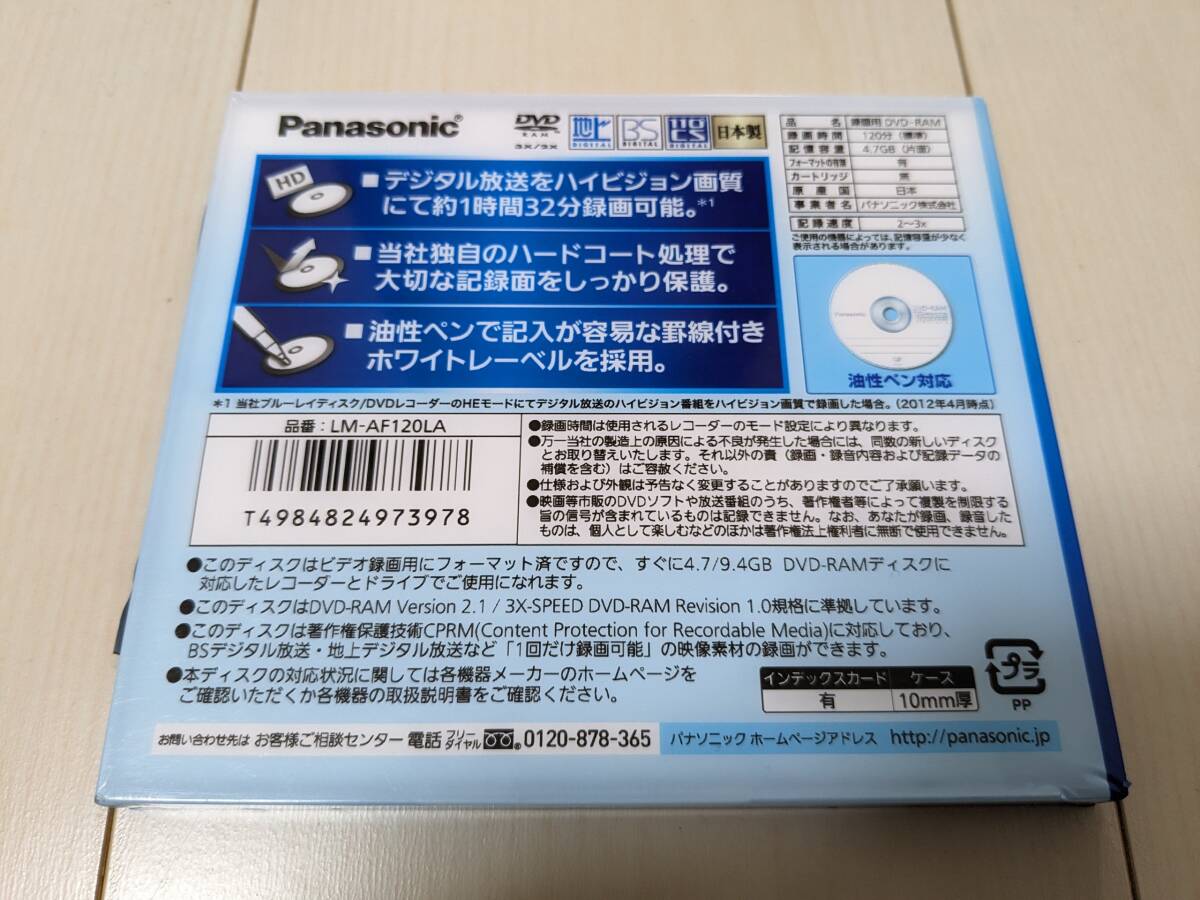 Panasonic
DVD
RAM
3X/3X
地上
DIGITAL
BS
DIGITAL
110
CS
DIGITAL
日本製
HD
■デジタル放送をハイビジョン画質
にて約1時間32分録画可能。*1
■当社独自のハードコート処理で
大切な記録面をしっかり保護。
■油性ペンで記入が容易な罫線付き
ホワイトレーベルを採用。
品名 録画用 DVD-RAM
録画時間 120分（標準）
記憶容量 4.7GB（片面）
フォーマットの有無 有
カートリッジ 無
原産国 日本
事業者名 パナソニック株式会社
記録速度 2〜3x
ご使用の機器によっては、記憶容量が少なく
表示される場合があります。
Panasonic
DVD-RAM
油性ペン対応
*1 当社ブルーレイディスク/DVDレコーダーのHEモードにてデジタル放送のハイビジョン番組をハイビジョン画質で録画した場合。(2012年4月時点)
品番：LM-AF120LA
T4984824973978
●録画時間は使用されるレコーダーのモード設定により異なります。
●万一当社の製造上の原因による不良が発生した場合には、同数の新しいディスク
とお取り替えいたします。それ以外の責（録画・録音内容および記録データの
補償を含む）はご容赦ください。
●仕様および外観は予告なく変更することがありますのでご了承願います。
●映画等市販のDVDソフトや放送番組のうち、著作権者等によって複製を制限する
旨の信号が含まれているものは記録できません。なお、あなたが録画、録音した
ものは、個人として楽しむなどのほかは著作権法上権利者に無断で使用できません。
●このディスクはビデオ録画用にフォーマット済ですので、すぐに4.7/9.4GB DVD-RAMディスクに
対応したレコーダーとドライブでご使用になれます。
●このディスクはDVD-RAM Version 2.1 / 3X-SPEED DVD-RAM Revision 1.0規格に準拠しています。
●このディスクは著作権保護技術CPRM(Content Protection for Recordable Media)に対応しており、
BSデジタル放送・地上デジタル放送など「1回だけ録画可能」の映像素材の録画ができます。
●本ディスクの対応状況に関しては各機器メーカーのホームページを
ご確認いただくか各機器の取扱説明書をご確認ください。
インデックスカード ケース
有 10mm厚
プラ
PP
お問い合わせ先は お客様ご相談センター 電話 フリーダイヤル 0120-878-365
パナソニック ホームページアドレス http://panasonic.jp